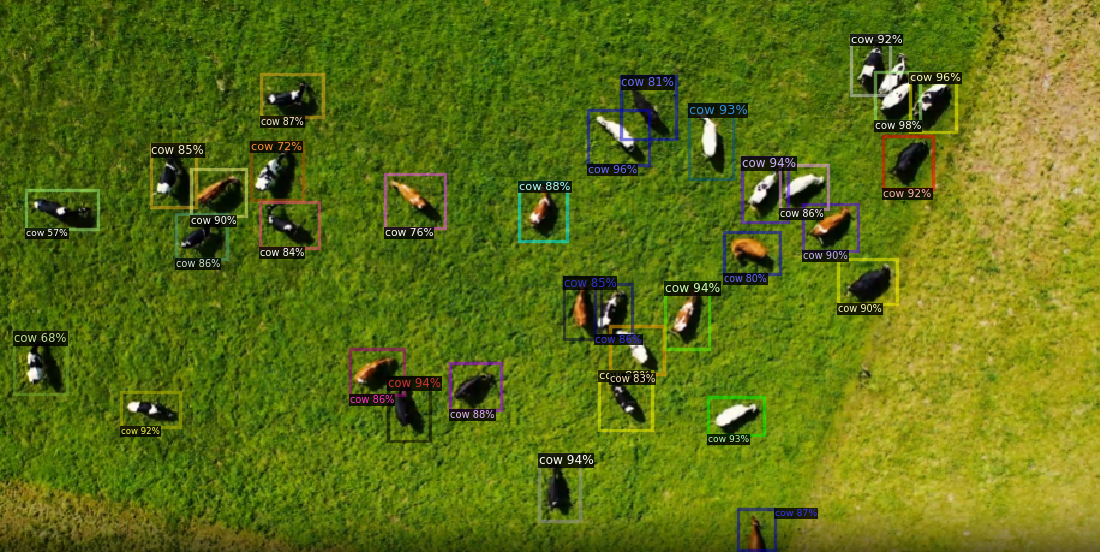 cow 92%
cow 96%
cow 98%
cow 92%
cow 81%
cow 96%
cow 93%
cow 87%
cow 85%
cow 72%
cow 90%
cow 86%
cow 84%
cow 57%
cow 76%
cow 88%
cow 94%
cow 86%
cow 90%
cow 80%
cow 90%
cow 85%
cow 86%
cow 94%
cow 83%
cow 68%
cow 92%
cow 86%
cow 94%
cow 88%
cow 93%
cow 94%
cow 87%